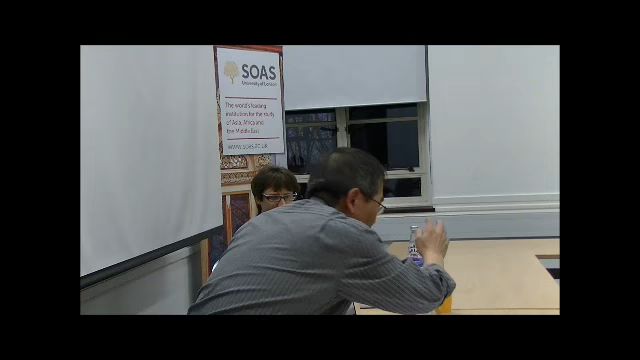 SOAS
University of London
The world's leading
institution for the study
of Asia, Africa and
the Middle East
www.soas.ac.uk